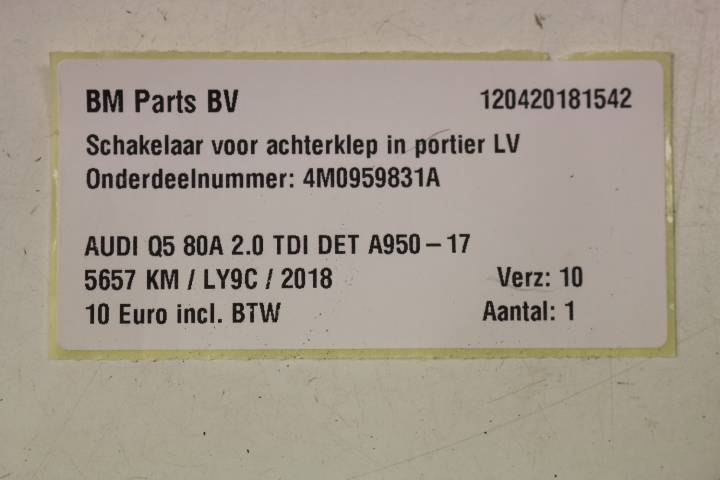 BM Parts BV 120420181542
Schakelaar voor achterklep in portier LV
Onderdeelnummer: 4M0959831A
AUDI Q5 80A 2.0 TDI DET A950-17
5657 KM / LY9C / 2018 Verz: 10
10 Euro incl. BTW Aantal: 1